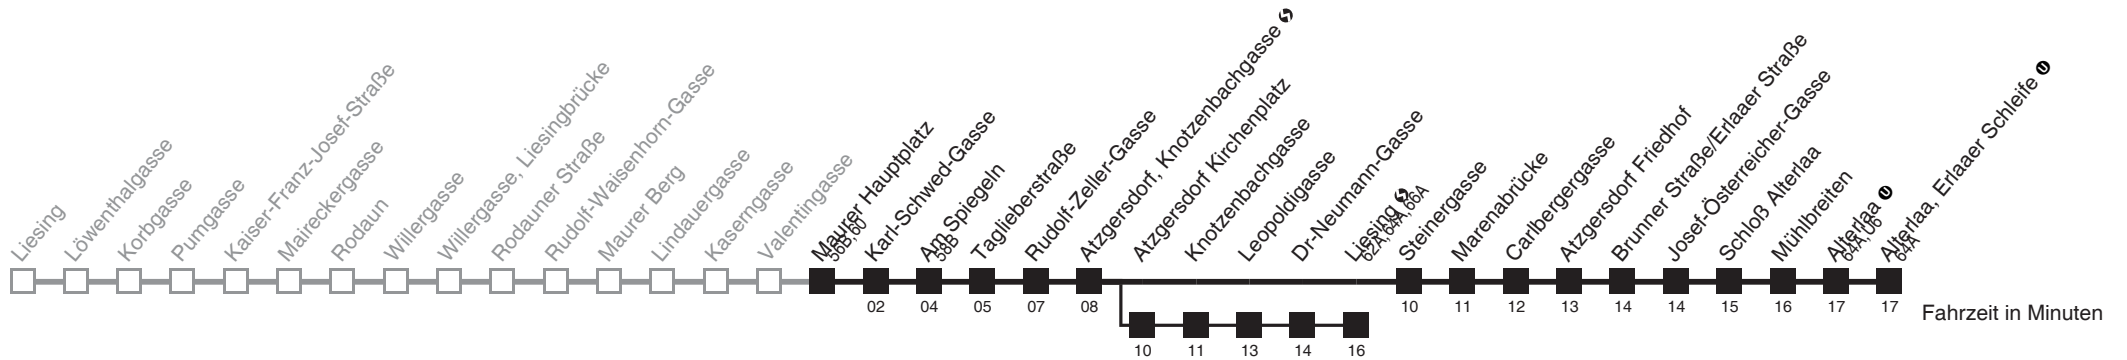 Liesing
Löwenthalgasse
Korbgasse
Pumgasse
Kaiser-Franz-Josef-Straße
Maireckergasse
Rodaun
Willergasse
Willergasse, Liesingbrücke
Rodauner Straße
Rudolf-Waisenhorn-Gasse
Maurer Berg
Lindauergasse
Kaserngasse
Valentingasse
Maurer Hauptplatz
56B,60
Karl-Schwed-Gasse
Am Spiegeln
58B
Taglieberstraße
Rudolf-Zeller-Gasse
Atzgersdorf, Knotzenbachgasse
Atzgersdorf Kirchenplatz
Knotzenbachgasse
Leopoldigasse
Dr-Neumann-Gasse
Liesing
62A,64A,66A
Steinergasse
Marenabrücke
Carlbergergasse
Atzgersdorf Friedhof
Brunner Straße/Erlaaer Straße
Josef-Österreicher-Gasse
Schloß Alterlaa
Mühlbreiten
Alterlaa U
64A,U6
Alterlaa, Erlaaer Schleife U
64A
02 04 05 07 08 10 11 12 13 14 14 15 16 17 17
Fahrzeit in Minuten
10 11 13 14 16